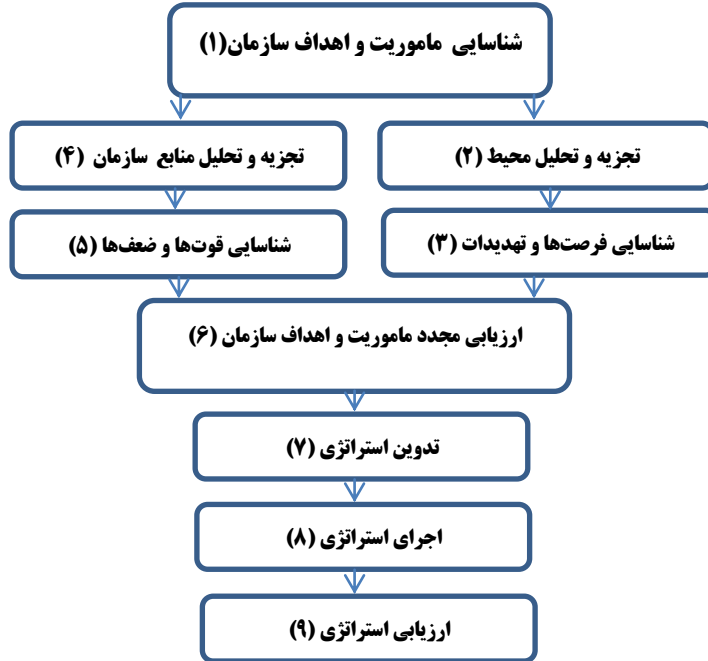 شناسایی ماموریت و اهداف سازمان(۱)
تجزیه و تحلیل محیط (۲)
تجزیه و تحلیل منابع سازمان (۴)
شناسایی فرصت‌ها و تهدیدات (۳)
شناسایی قوت‌ها و ضعف‌ها (۵)
ارزیابی مجدد ماموریت و اهداف سازمان (۶)
تدوین استراتژی (۷)
اجرای استراتژی (۸)
ارزیابی استراتژی (۹)